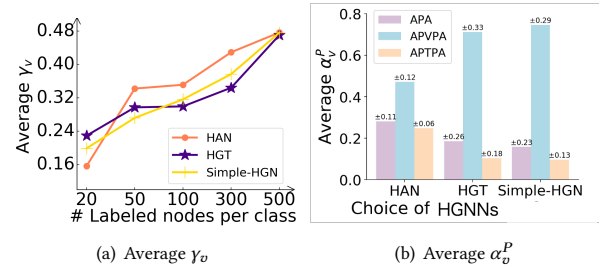 0.48
0.40
0.32
0.24
0.16
Average γv
HAN
HGT
Simple-HGN
20 50 100 300 500
# Labeled nodes per class
(a) Average γv
0.8
0.6
0.4
0.2
0.0
Average αvP
APA
APVPA
APTPA
±0.11 ±0.12 ±0.06
±0.26 ±0.33 ±0.18
±0.23 ±0.29 ±0.13
HAN HGT Simple-HGN
Choice of HGNNs
(b) Average αvP